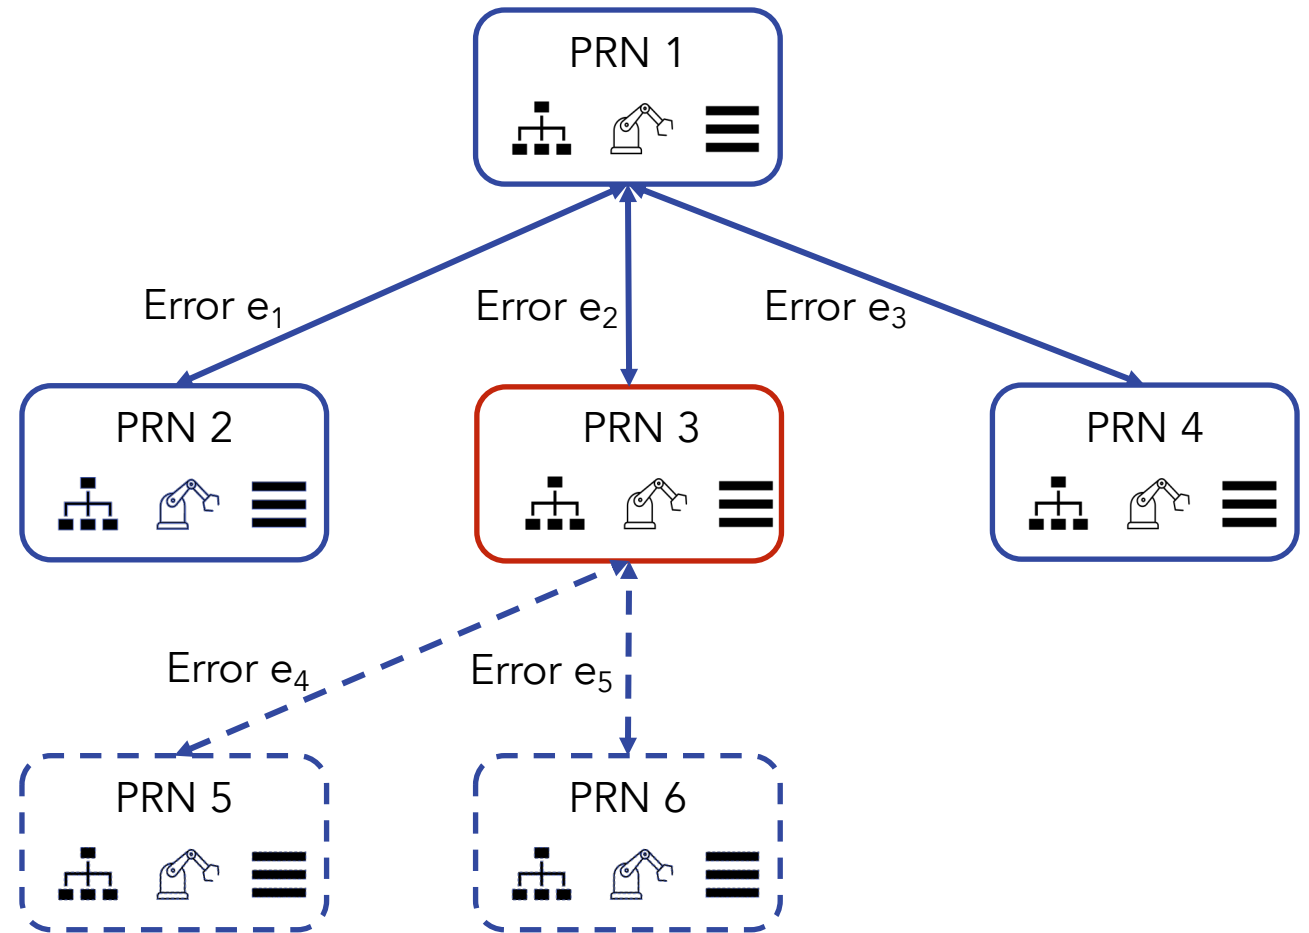 PRN 1
Error e₁
Error e₂
Error e₃
PRN 2
PRN 3
PRN 4
Error e₄
Error e₅
PRN 5
PRN 6